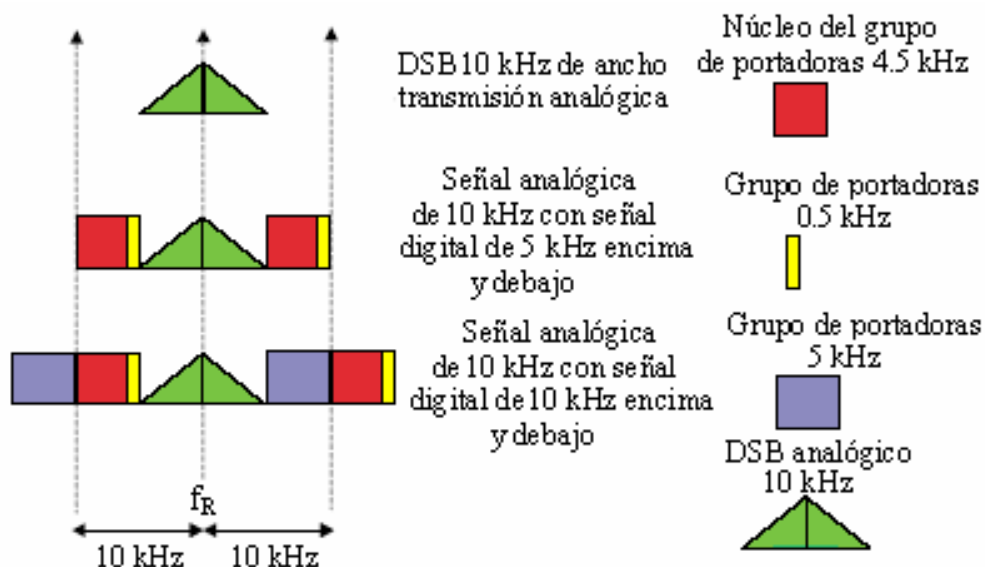 DSB 10 kHz de ancho
transmisión analógica
Señal analógica
de 10 kHz con señal
digital de 5 kHz encima
y debajo
Señal analógica
de 10 kHz con señal
digital de 10 kHz encima
y debajo
f_R
10 kHz
10 kHz
Núcleo del grupo
de portadoras 4.5 kHz
Grupo de portadoras
0.5 kHz
Grupo de portadoras
5 kHz
DSB analógico
10 kHz